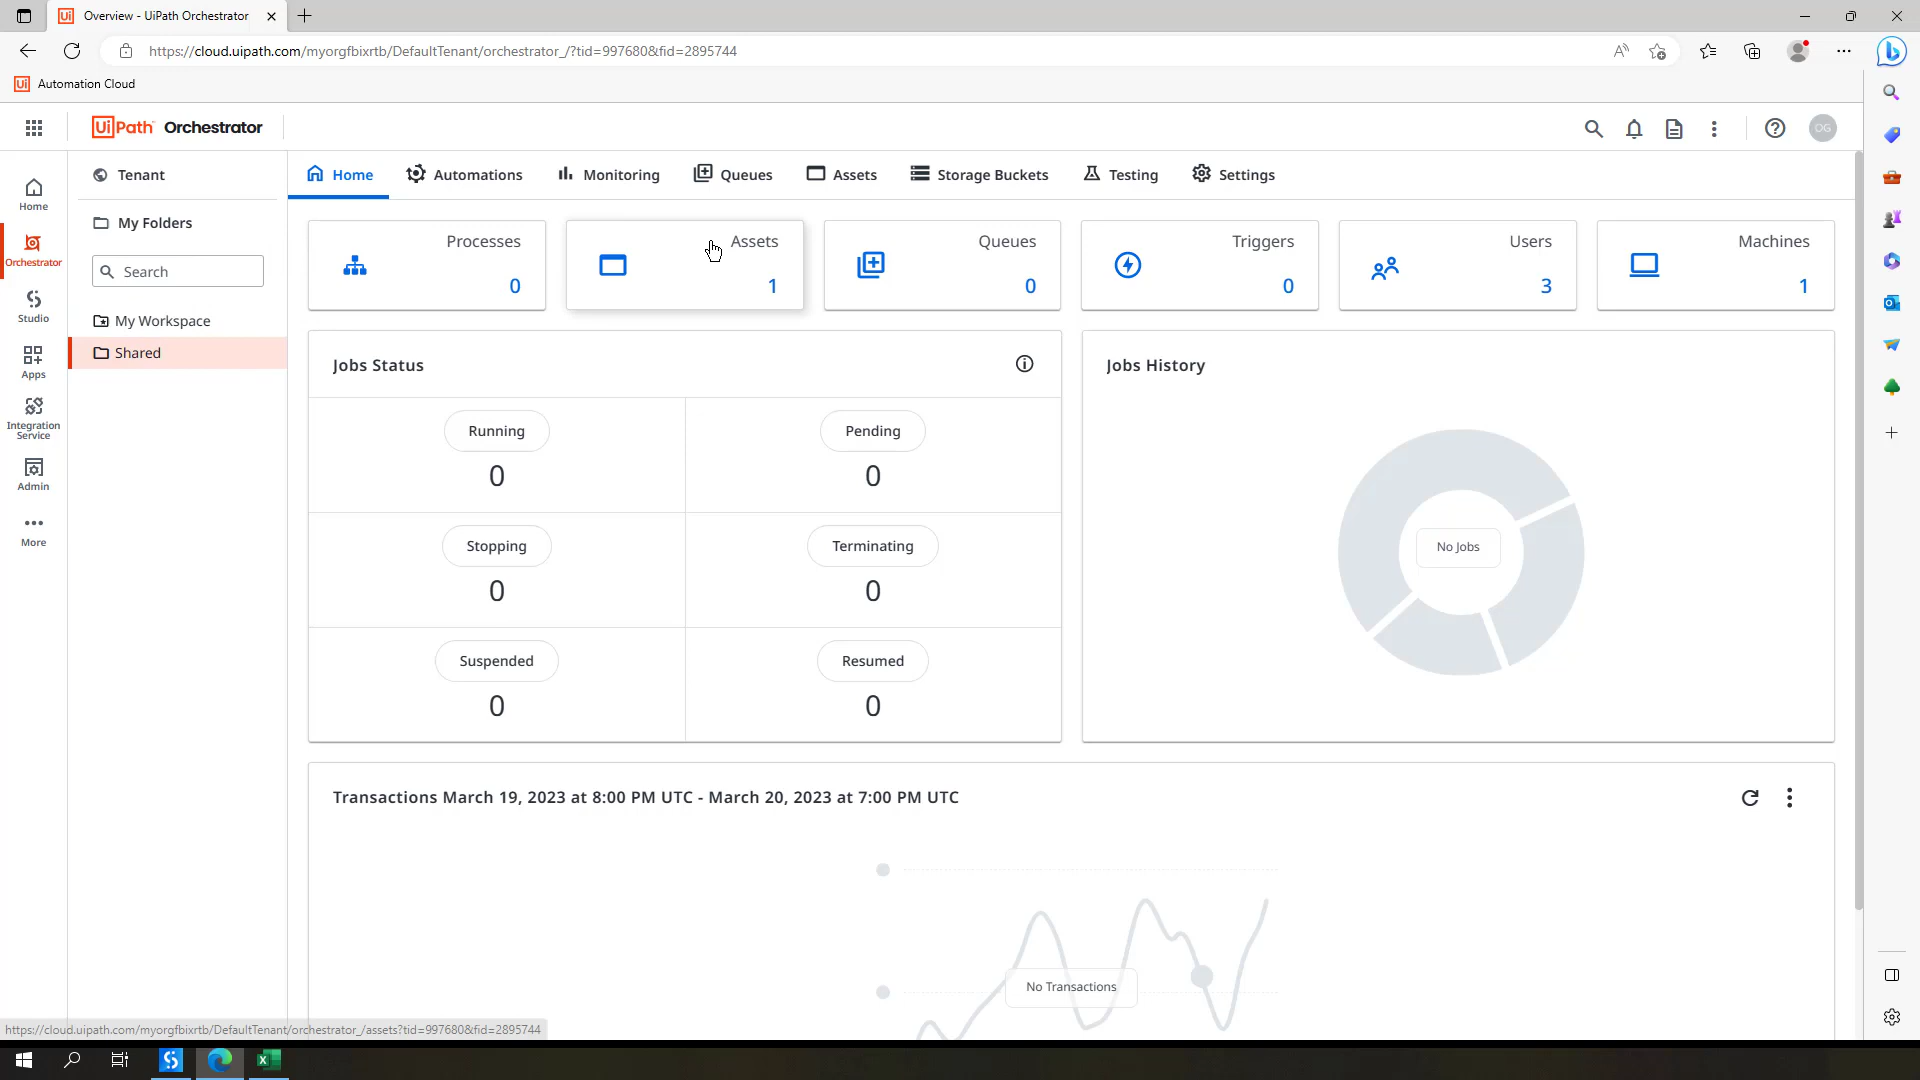 Overview - UiPath Orchestrator
https://cloud.uipath.com/myorgfbixrtb/DefaultTenant/orchestrator_/?tid=997680&fid=2895744
Ui Automation Cloud
UiPath Orchestrator
OG
Home
Orchestrator
Studio
Apps
Integration
Service
Admin
More
Tenant
My Folders
Search
My Workspace
Shared
Home
Automations
Monitoring
Queues
Assets
Storage Buckets
Testing
Settings
Processes
0
Assets
1
Queues
0
Triggers
0
Users
3
Machines
1
Jobs Status
Running
0
Pending
0
Stopping
0
Terminating
0
Suspended
0
Resumed
0
Jobs History
No Jobs
Transactions March 19, 2023 at 8:00 PM UTC - March 20, 2023 at 7:00 PM UTC
No Transactions
https://cloud.uipath.com/myorgfbixrtb/DefaultTenant/orchestrator_/assets?tid=997680&fid=2895744